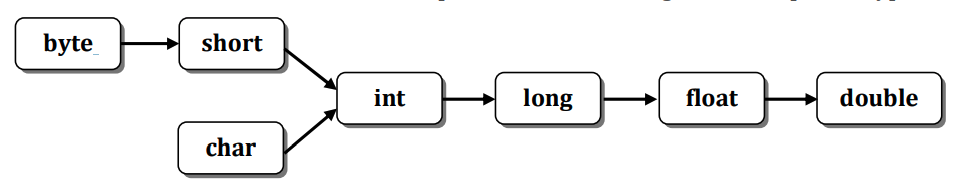 byte
short
int
long
float
double
char